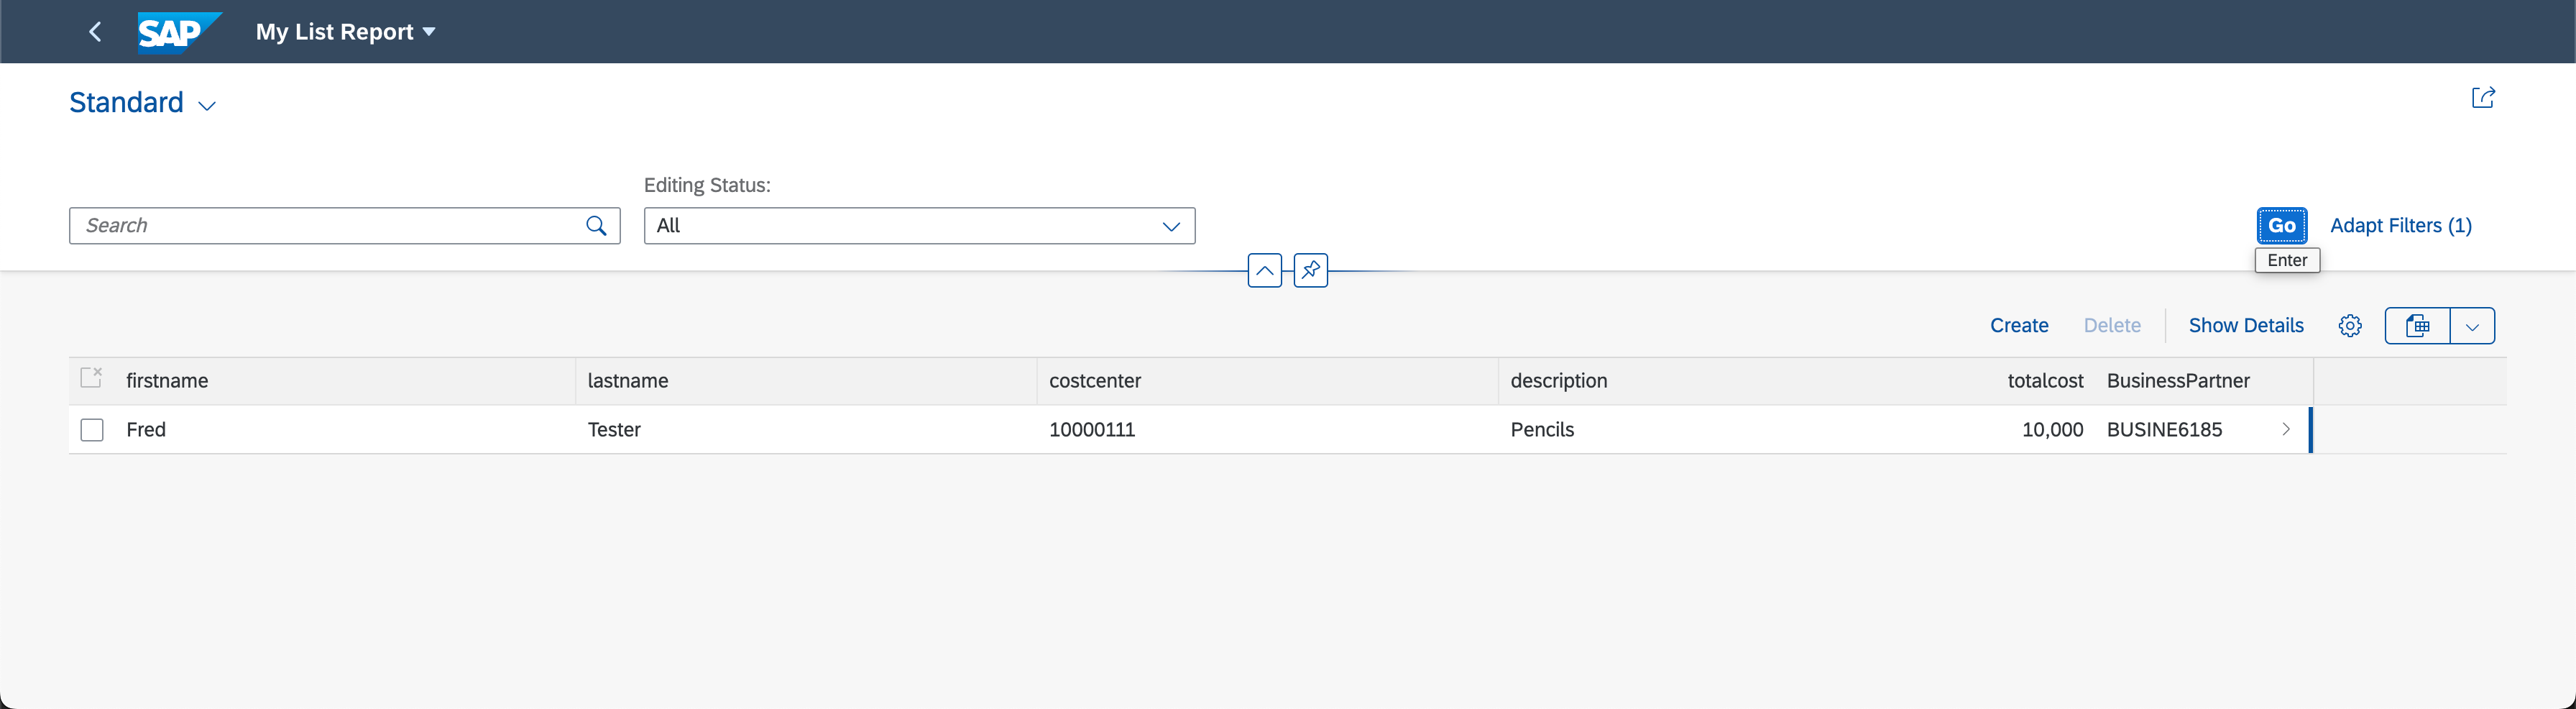 SAP My List Report
Standard
Editing Status:
Search All Go Adapt Filters (1)
Enter
Create Delete Show Details
firstname lastname costcenter description totalcost BusinessPartner
Fred Tester 10000111 Pencils 10,000 BUSINE6185